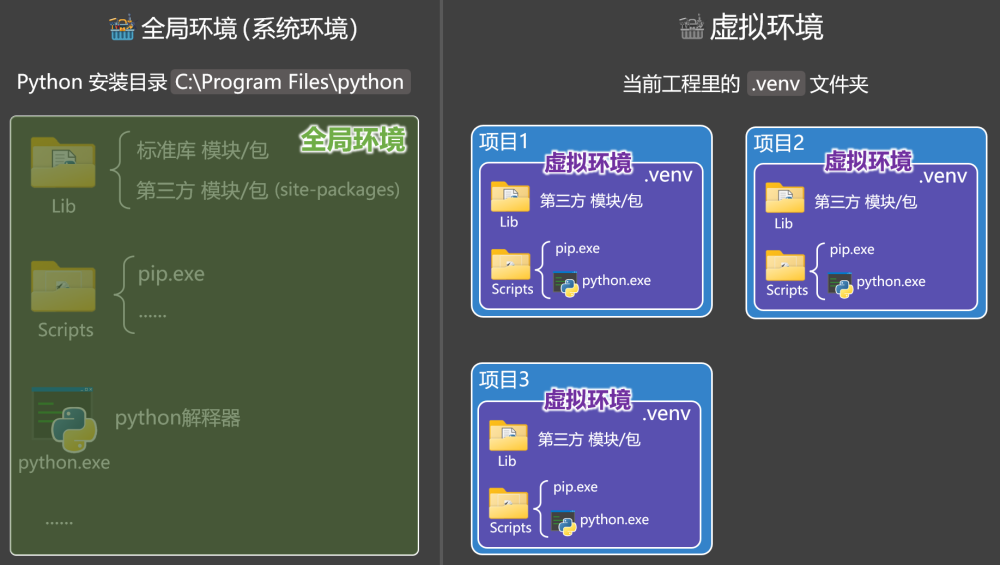 全局环境(系统环境)
Python 安装目录 C:\Program Files\python
全局环境
标准库 模块/包
第三方 模块/包 (site-packages)
Lib
pip.exe
......
Scripts
python解释器
python.exe
......
虚拟环境
当前工程里的 .venv 文件夹
项目1
虚拟环境
.venv
第三方 模块/包
Lib
pip.exe
python.exe
Scripts
项目2
虚拟环境
.venv
第三方 模块/包
Lib
pip.exe
python.exe
Scripts
项目3
虚拟环境
.venv
第三方 模块/包
Lib
pip.exe
python.exe
Scripts